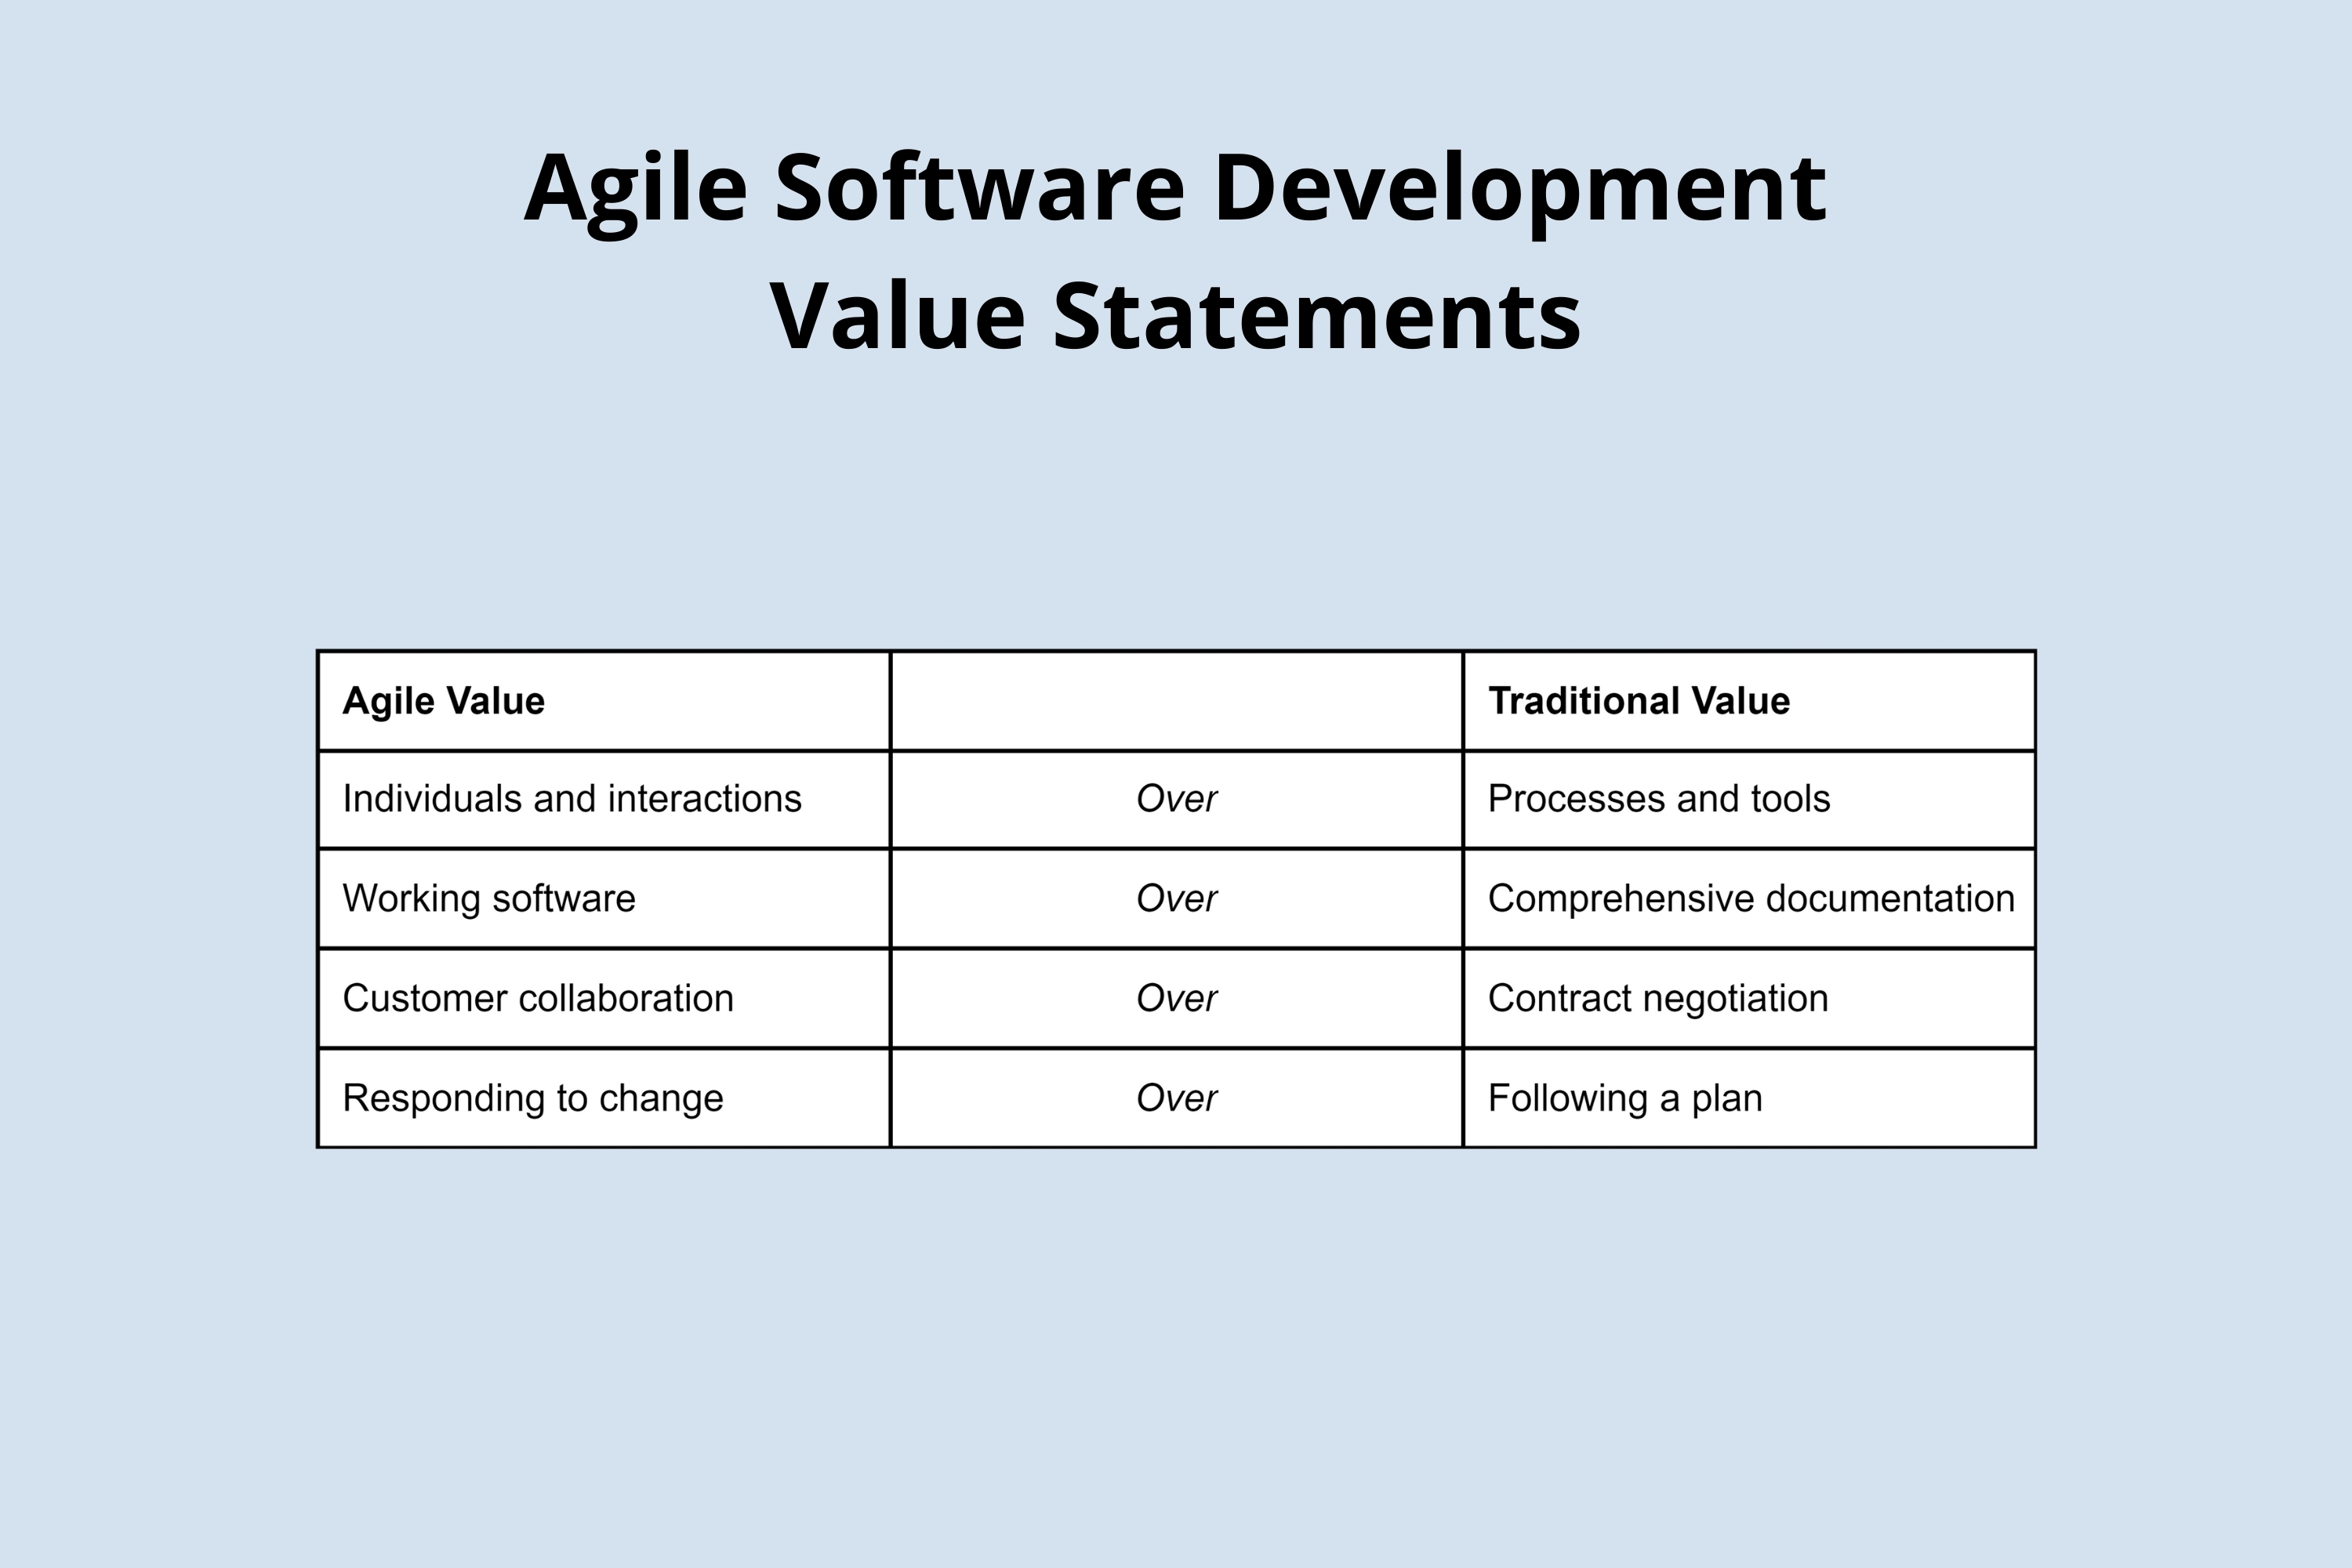 Agile Software Development
Value Statements
Agile Value Traditional Value
Individuals and interactions Over Processes and tools
Working software Over Comprehensive documentation
Customer collaboration Over Contract negotiation
Responding to change Over Following a plan